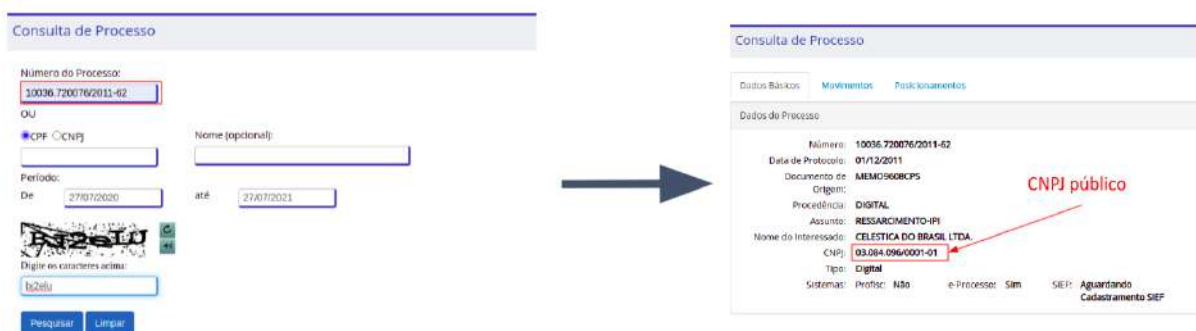 Consulta de Processo
Número do Processo:
10036.720076/2011-62
OU
CPF CNPJ
Nome (opcional):
Período:
De 27/07/2020 até 27/07/2021
BJ2eLU
Digite os caracteres acima:
bj2elu
Pesquisar Limpar
Consulta de Processo
Dados Básicos Movimentos Posicionamentos
Dados do Processo
Número: 10036.720076/2011-62
Data de Protocolo: 01/12/2011
Documento de Origem: MEMO9608CPS
Procedência: DIGITAL
Assunto: RESSARCIMENTO-IPI
Nome do Interessado: CELESTICA DO BRASIL LTDA.
CNPJ: 03.084.096/0001-01
Tipo: Digital
Sistemas: Profisc: Não e-Processo: Sim SIEF: Aguardando
Cadastramento SIEF
CNPJ público